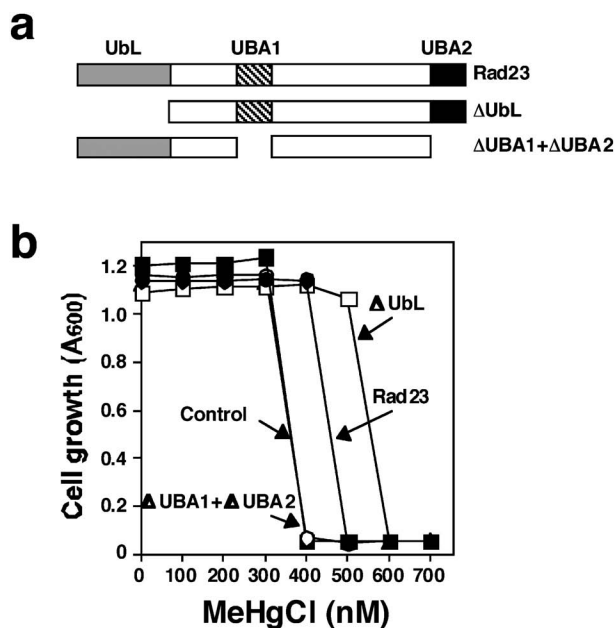 a
UbL UBA1 UBA2
Rad23
ΔUbL
ΔUBA1+ΔUBA2
b
Cell growth (A600)
1.2
1.0
0.8
0.6
0.4
0.2
0
ΔUbL
Rad23
Control
ΔUBA1+ΔUBA2
0 100 200 300 400 500 600 700
MeHgCl (nM)